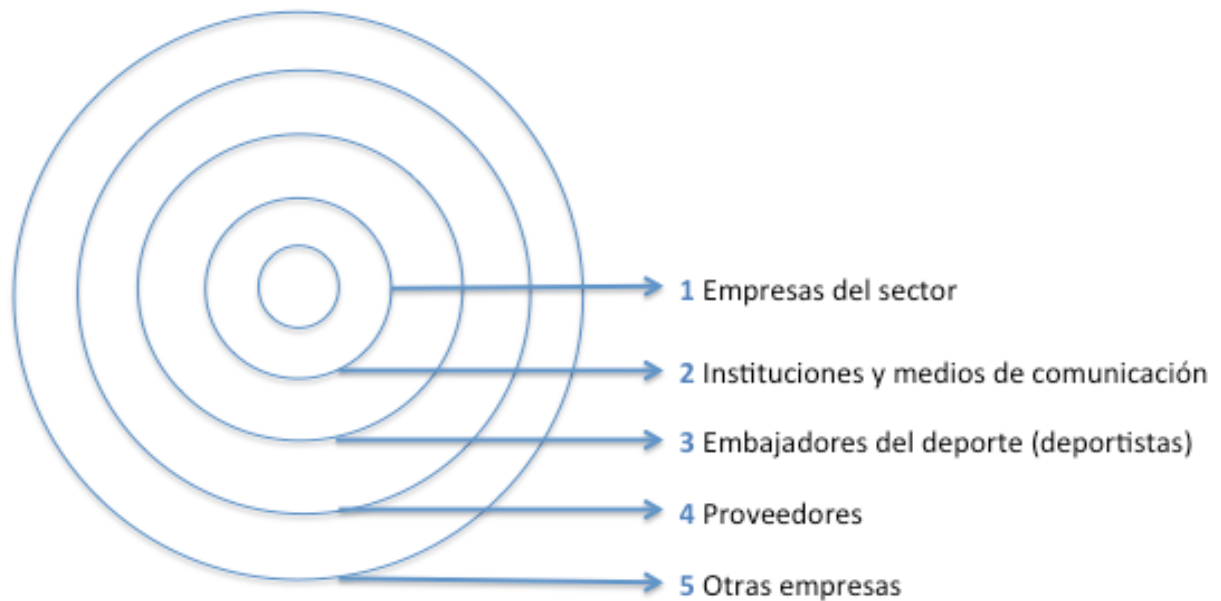 1 Empresas del sector
2 Instituciones y medios de comunicación
3 Embajadores del deporte (deportistas)
4 Proveedores
5 Otras empresas